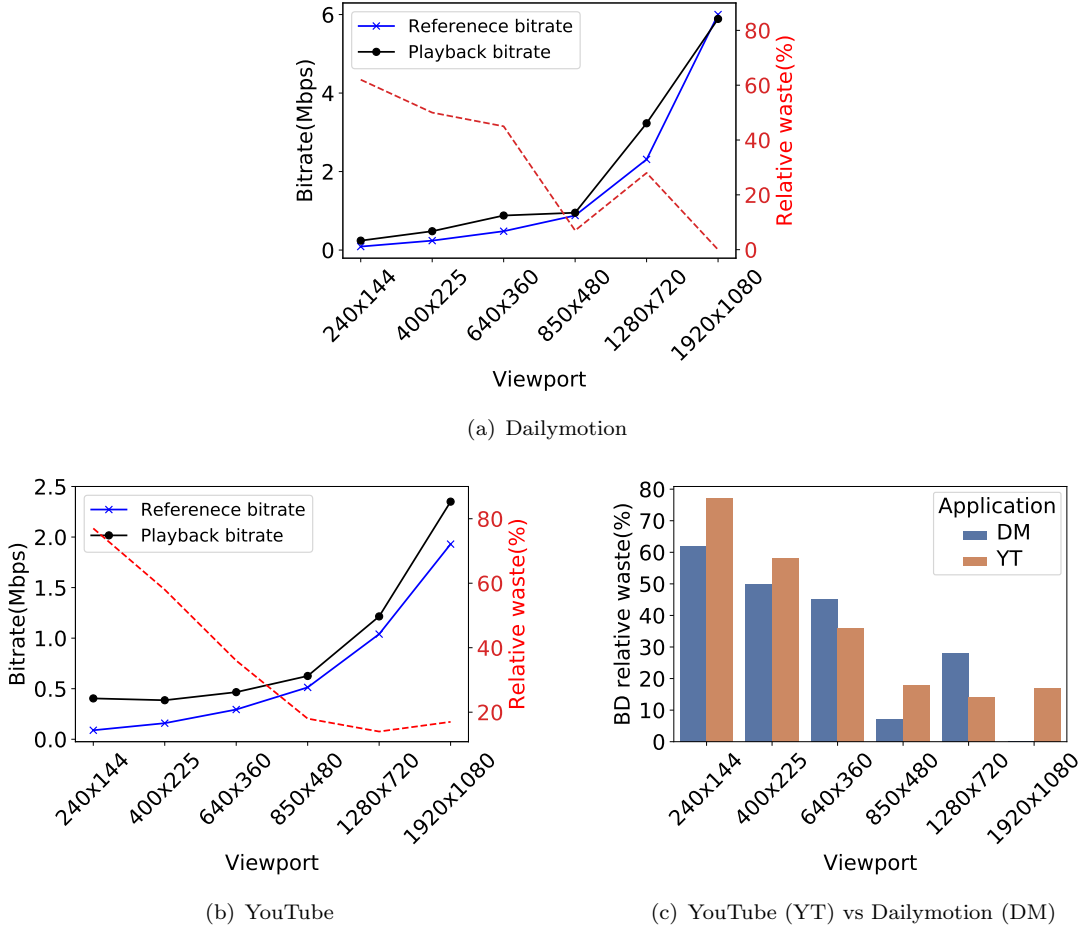 Referenece bitrate
Playback bitrate
Bitrate(Mbps)
6
4
2
0
80
60
40
20
0
Relative waste(%)
240x144
400x225
640x360
850x480
1280x720
1920x1080
Viewport
(a) Dailymotion
Referenece bitrate
Playback bitrate
Bitrate(Mbps)
2.5
2.0
1.5
1.0
0.5
0.0
80
60
40
20
Relative waste(%)
240x144
400x225
640x360
850x480
1280x720
1920x1080
Viewport
(b) YouTube
BD relative waste(%)
80
70
60
50
40
30
20
10
0
Application
DM
YT
240x144
400x225
640x360
850x480
1280x720
1920x1080
Viewport
(c) YouTube (YT) vs Dailymotion (DM)